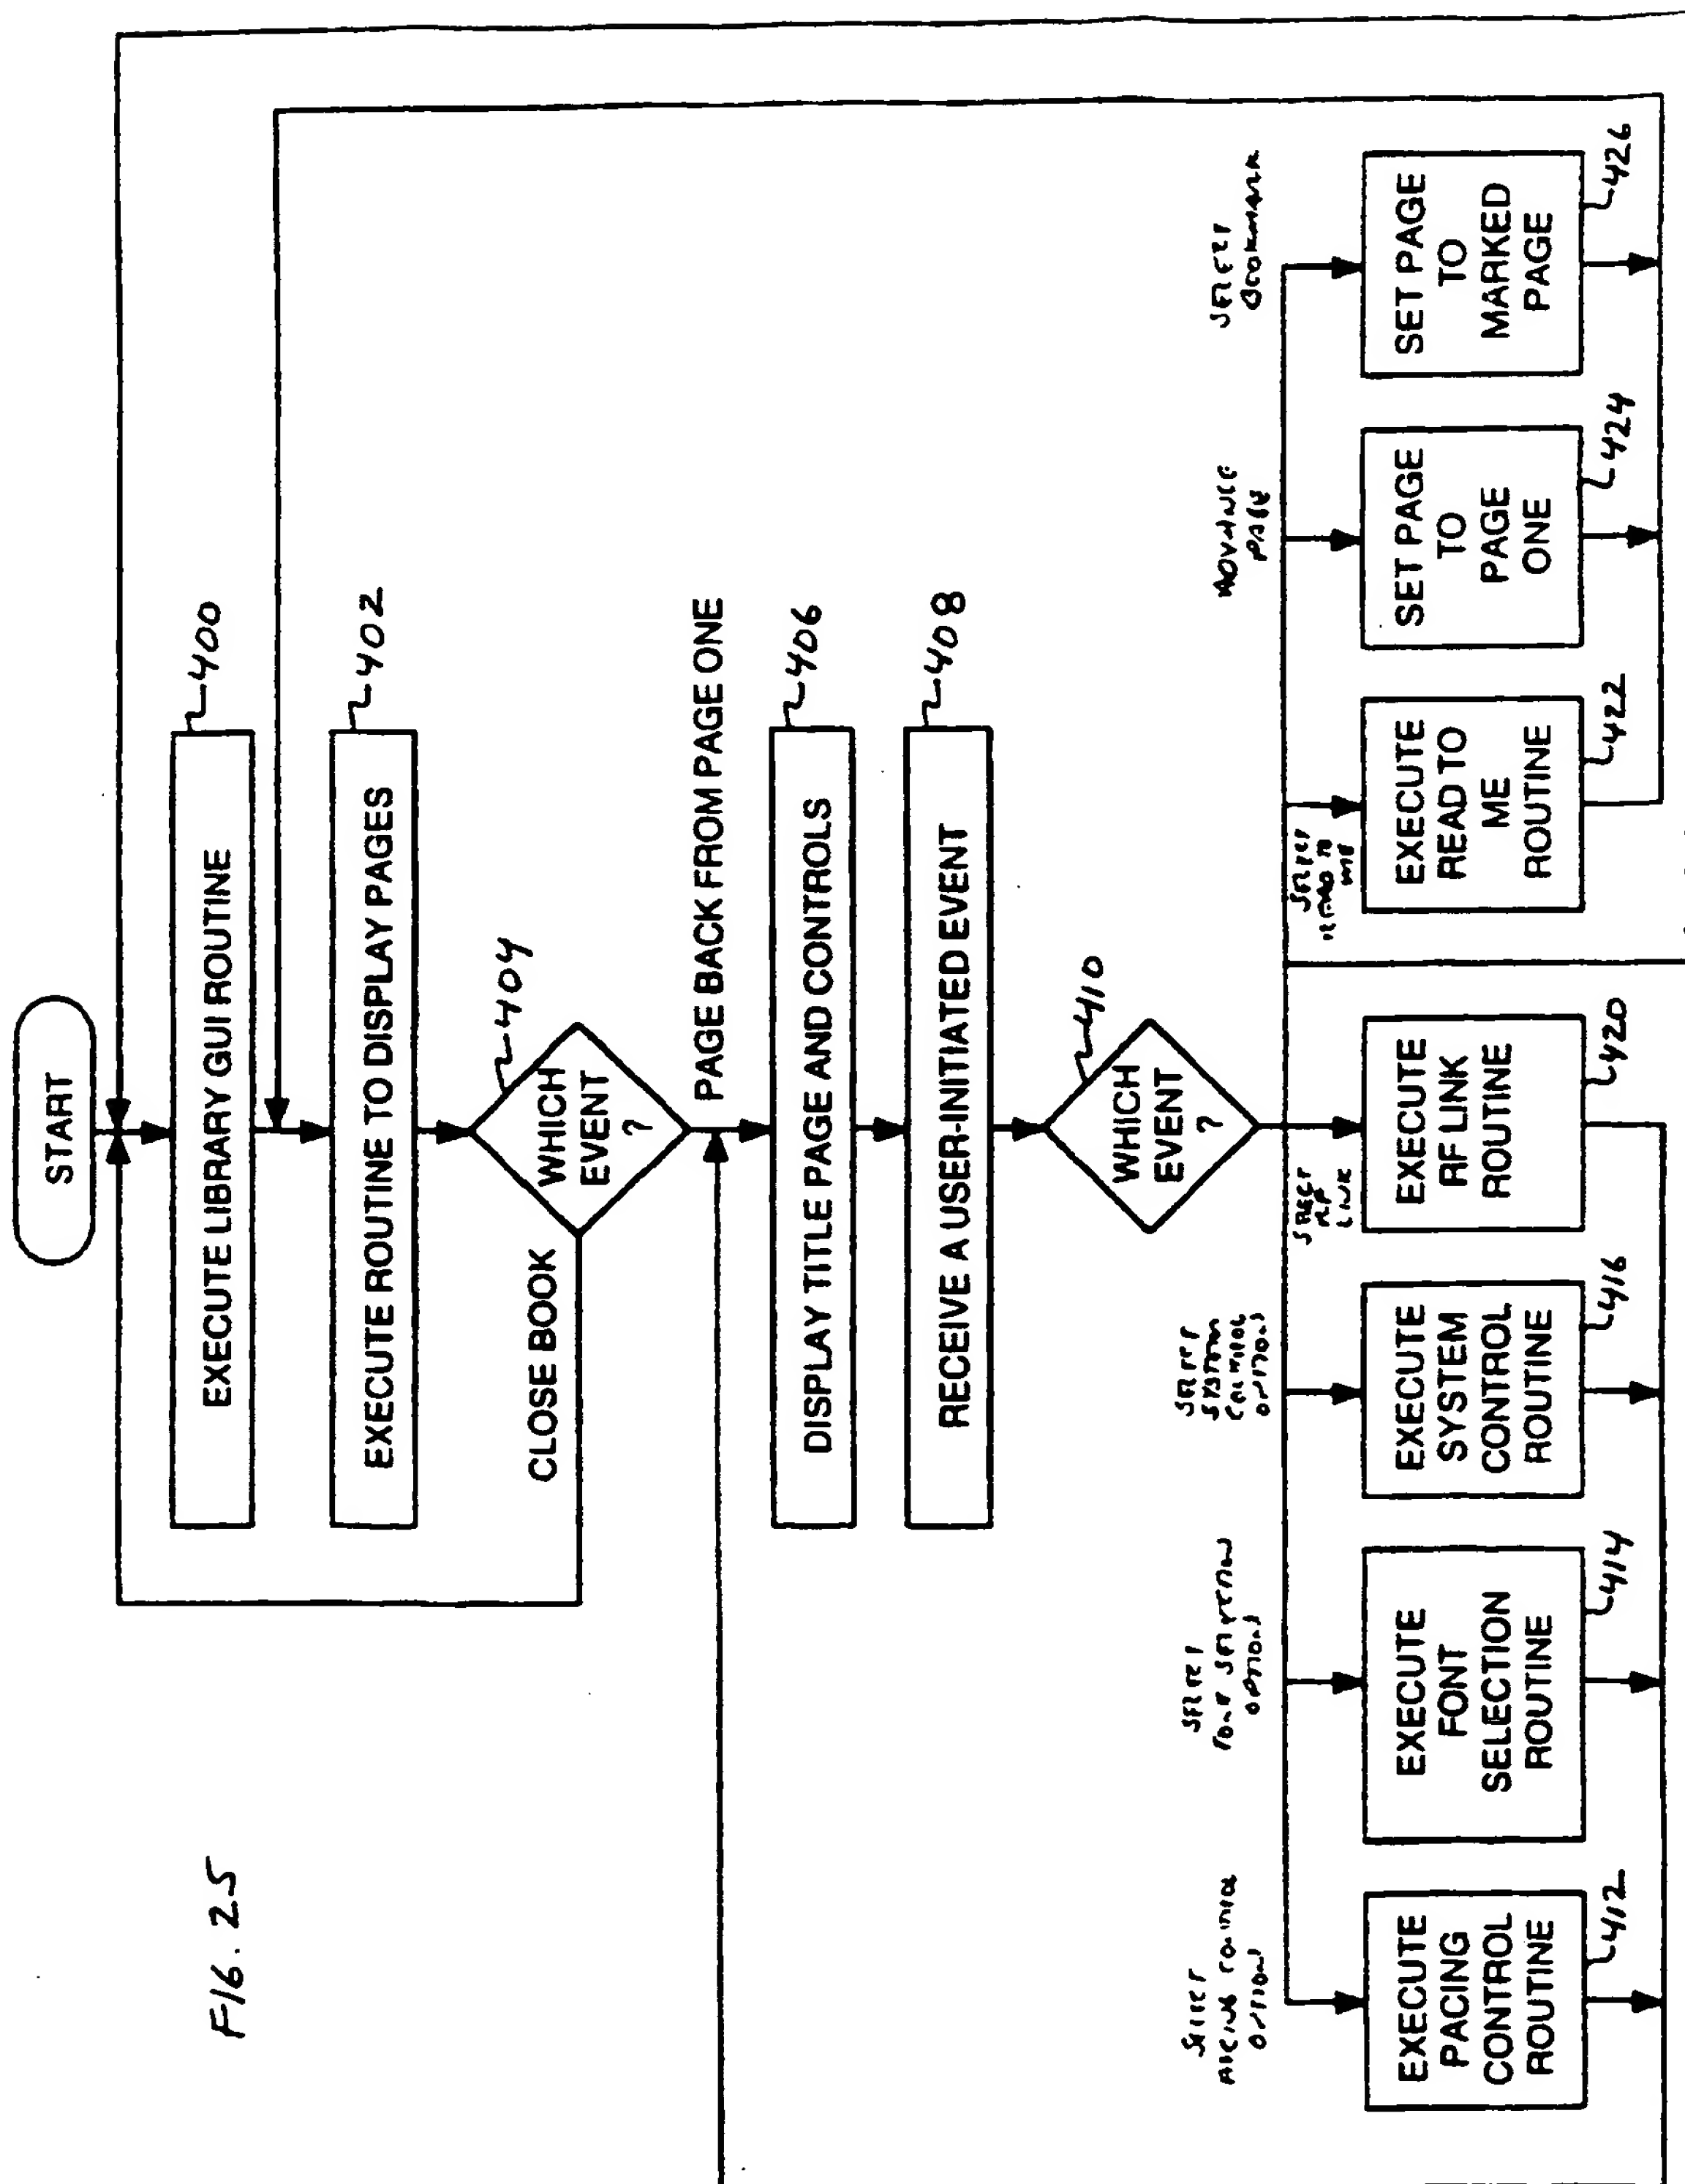 FIG. 25
START
EXECUTE LIBRARY GUI ROUTINE
400
EXECUTE ROUTINE TO DISPLAY PAGES
402
WHICH
EVENT
?
404
CLOSE BOOK
PAGE BACK FROM PAGE ONE
DISPLAY TITLE PAGE AND CONTROLS
406
RECEIVE A USER-INITIATED EVENT
408
WHICH
EVENT
?
410
SELECT
PACING CONTROL
OPTION
EXECUTE
PACING
CONTROL
ROUTINE
412
SELECT
FONT SELECTION
OPTION
EXECUTE
FONT
SELECTION
ROUTINE
414
SELECT
SYSTEM
CONTROL
OPTION
EXECUTE
SYSTEM
CONTROL
ROUTINE
416
SELECT
RF
LINK
EXECUTE
RF LINK
ROUTINE
420
SELECT
READ TO
ME
EXECUTE
READ TO
ME
ROUTINE
422
ADVANCE
PAGE
SET PAGE
TO
PAGE
ONE
424
SELECT
BOOKMARK
SET PAGE
TO
MARKED
PAGE
426